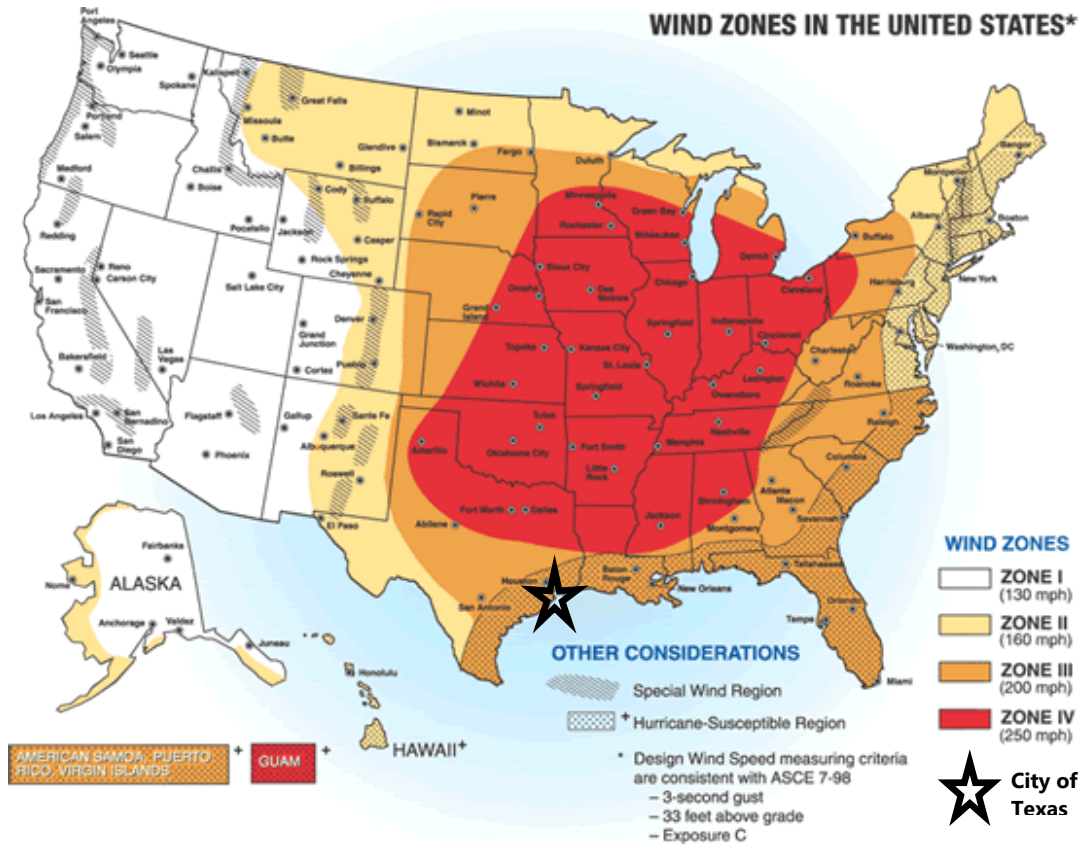 WIND ZONES IN THE UNITED STATES*
Port
Angeles
Seattle
Olympia
Spokane
Kalispell
Great Falls
Missoula
Butte
Glendive
Billings
Minot
Bismarck
Fargo
Duluth
Portland
Salem
Medford
Challis
Boise
Pocatello
Jackson
Cody
Buffalo
Casper
Rock Springs
Cheyenne
Rapid
City
Pierre
Minneapolis
Rochester
Green Bay
Milwaukee
Detroit
Buffalo
Albany
Montpelier
Bangor
Boston
New York
Harrisburg
Washington, DC
Redding
Sacramento
San
Francisco
Reno
Carson City
Salt Lake City
Grand
Junction
Cortez
Denver
Pueblo
Sioux City
Omaha
Grand
Island
Des
Moines
Chicago
Cleveland
Springfield
Indianapolis
Cincinnati
Charleston
Roanoke
Topeka
Kansas City
St. Louis
Wichita
Springfield
Lexington
Owensboro
Bakersfield
Las
Vegas
Los Angeles
San
Bernadino
San
Diego
Flagstaff
Phoenix
Gallup
Sante Fe
Albuquerque
Roswell
El Paso
Amarillo
Tulsa
Oklahoma City
Fort Smith
Little
Rock
Memphis
Nashville
Raleigh
Columbia
Atlanta
Macon
Savannah
Birmingham
Montgomery
Jackson
Fort Worth
Dallas
Abilene
Houston
San Antonio
Baton
Rouge
New Orleans
Tallahassee
Orlando
Tampa
Miami
Fairbanks
Nome
ALASKA
Anchorage
Valdez
Juneau
Honolulu
HAWAII+
AMERICAN SAMOA, PUERTO
RICO, VIRGIN ISLANDS
+
GUAM
+
OTHER CONSIDERATIONS
Special Wind Region
+ Hurricane-Susceptible Region
* Design Wind Speed measuring criteria
are consistent with ASCE 7-98
– 3-second gust
– 33 feet above grade
– Exposure C
WIND ZONES
ZONE I
(130 mph)
ZONE II
(160 mph)
ZONE III
(200 mph)
ZONE IV
(250 mph)
City of
Texas